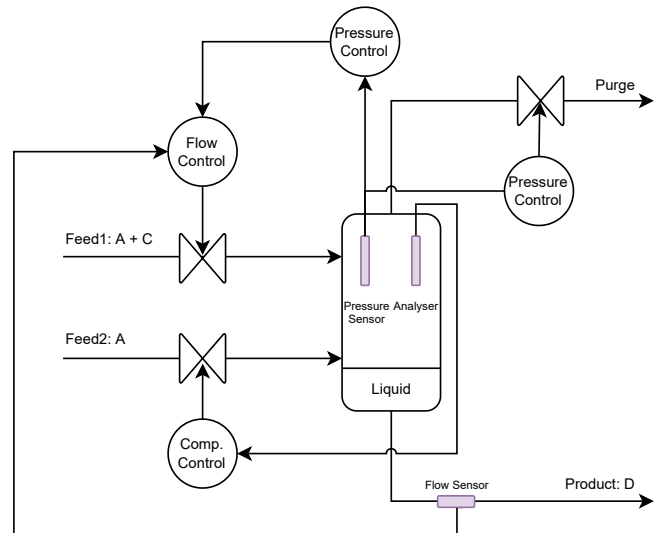 Pressure
Control
Purge
Flow
Control
Pressure
Control
Feed1: A + C
Pressure Analyser
Sensor
Feed2: A
Liquid
Comp.
Control
Flow Sensor
Product: D